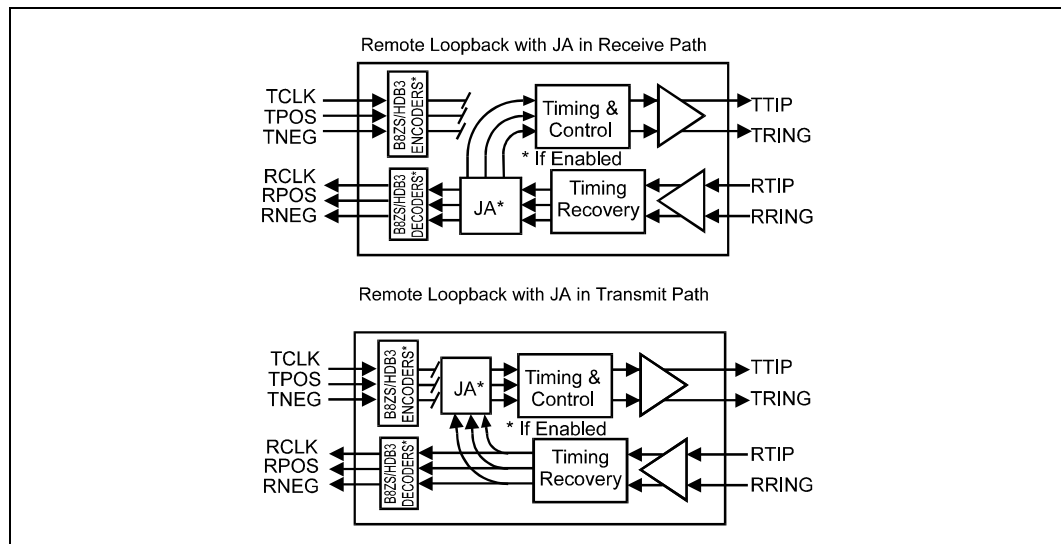 Remote Loopback with JA in Receive Path
TCLK
TPOS
TNEG
B8ZS/HDB3
ENCODERS*
Timing &
Control
TTIP
TRING
* If Enabled
RCLK
RPOS
RNEG
B8ZS/HDB3
DECODERS*
JA*
Timing
Recovery
RTIP
RRING
Remote Loopback with JA in Transmit Path
TCLK
TPOS
TNEG
B8ZS/HDB3
ENCODERS*
JA*
Timing &
Control
TTIP
TRING
* If Enabled
RCLK
RPOS
RNEG
B8ZS/HDB3
DECODERS*
Timing
Recovery
RTIP
RRING